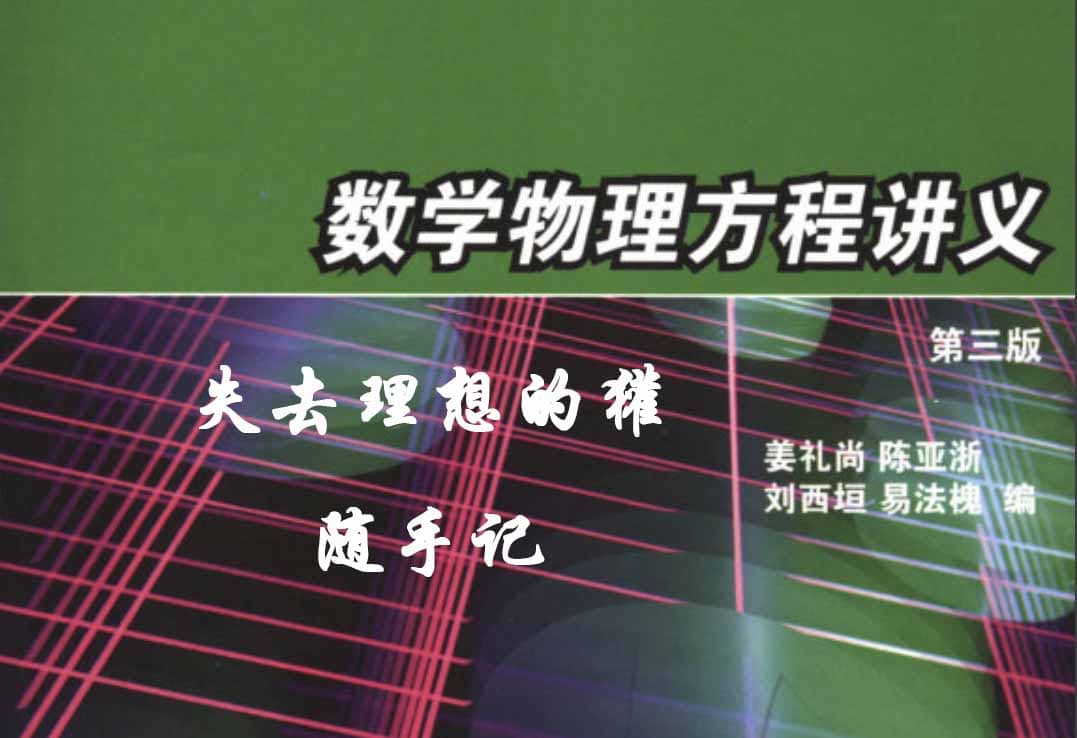 数学物理方程讲义
第三版
失去理想的獾
姜礼尚 陈亚浙
刘西垣 易法槐 编
随手记